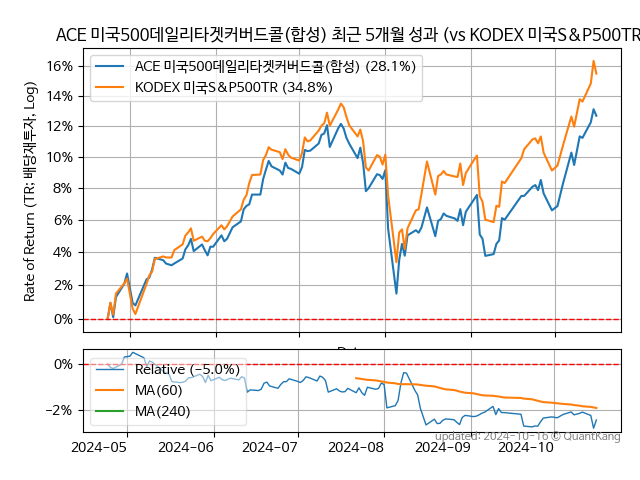 ACE 미국500데일리타겟커버드콜(합성) 최근 5개월 성과 (vs KODEX 미국S&P500TR
16%
14%
12%
10%
8%
6%
4%
2%
0%
Rate of Return (TR: 배당재투자, Log)
ACE 미국500데일리타겟커버드콜(합성) (28.1%)
KODEX 미국S&P500TR (34.8%)
0%
−2%
Relative (−5.0%)
MA(60)
MA(240)
2024−05
2024−06
2024−07
2024−08
2024−09
2024−10
updated: 2024−10−16 © QuantKang